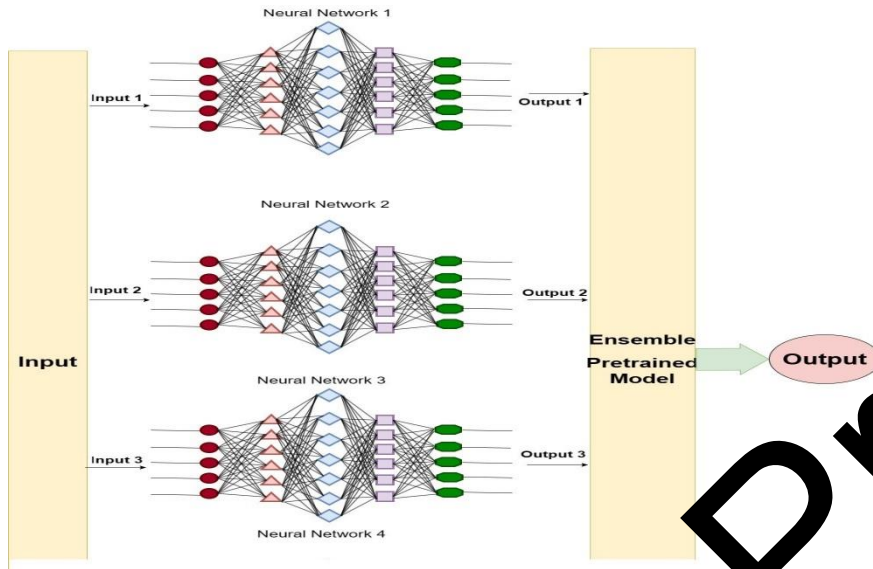 Neural Network 1
Input 1
Output 1
Neural Network 2
Input 2
Output 2
Input
Ensemble
Pretrained
Model
Output
Neural Network 3
Input 3
Output 3
Neural Network 4